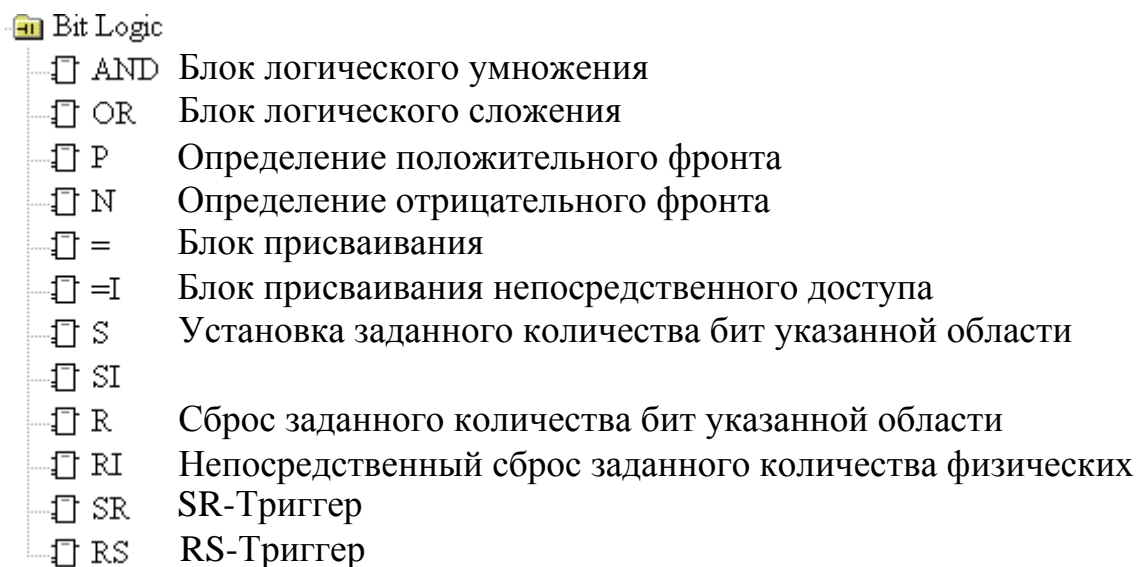 Bit Logic
AND Блок логического умножения
OR Блок логического сложения
P Определение положительного фронта
N Определение отрицательного фронта
= Блок присваивания
=I Блок присваивания непосредственного доступа
S Установка заданного количества бит указанной области
SI
R Сброс заданного количества бит указанной области
RI Непосредственный сброс заданного количества физических
SR SR-Триггер
RS RS-Триггер